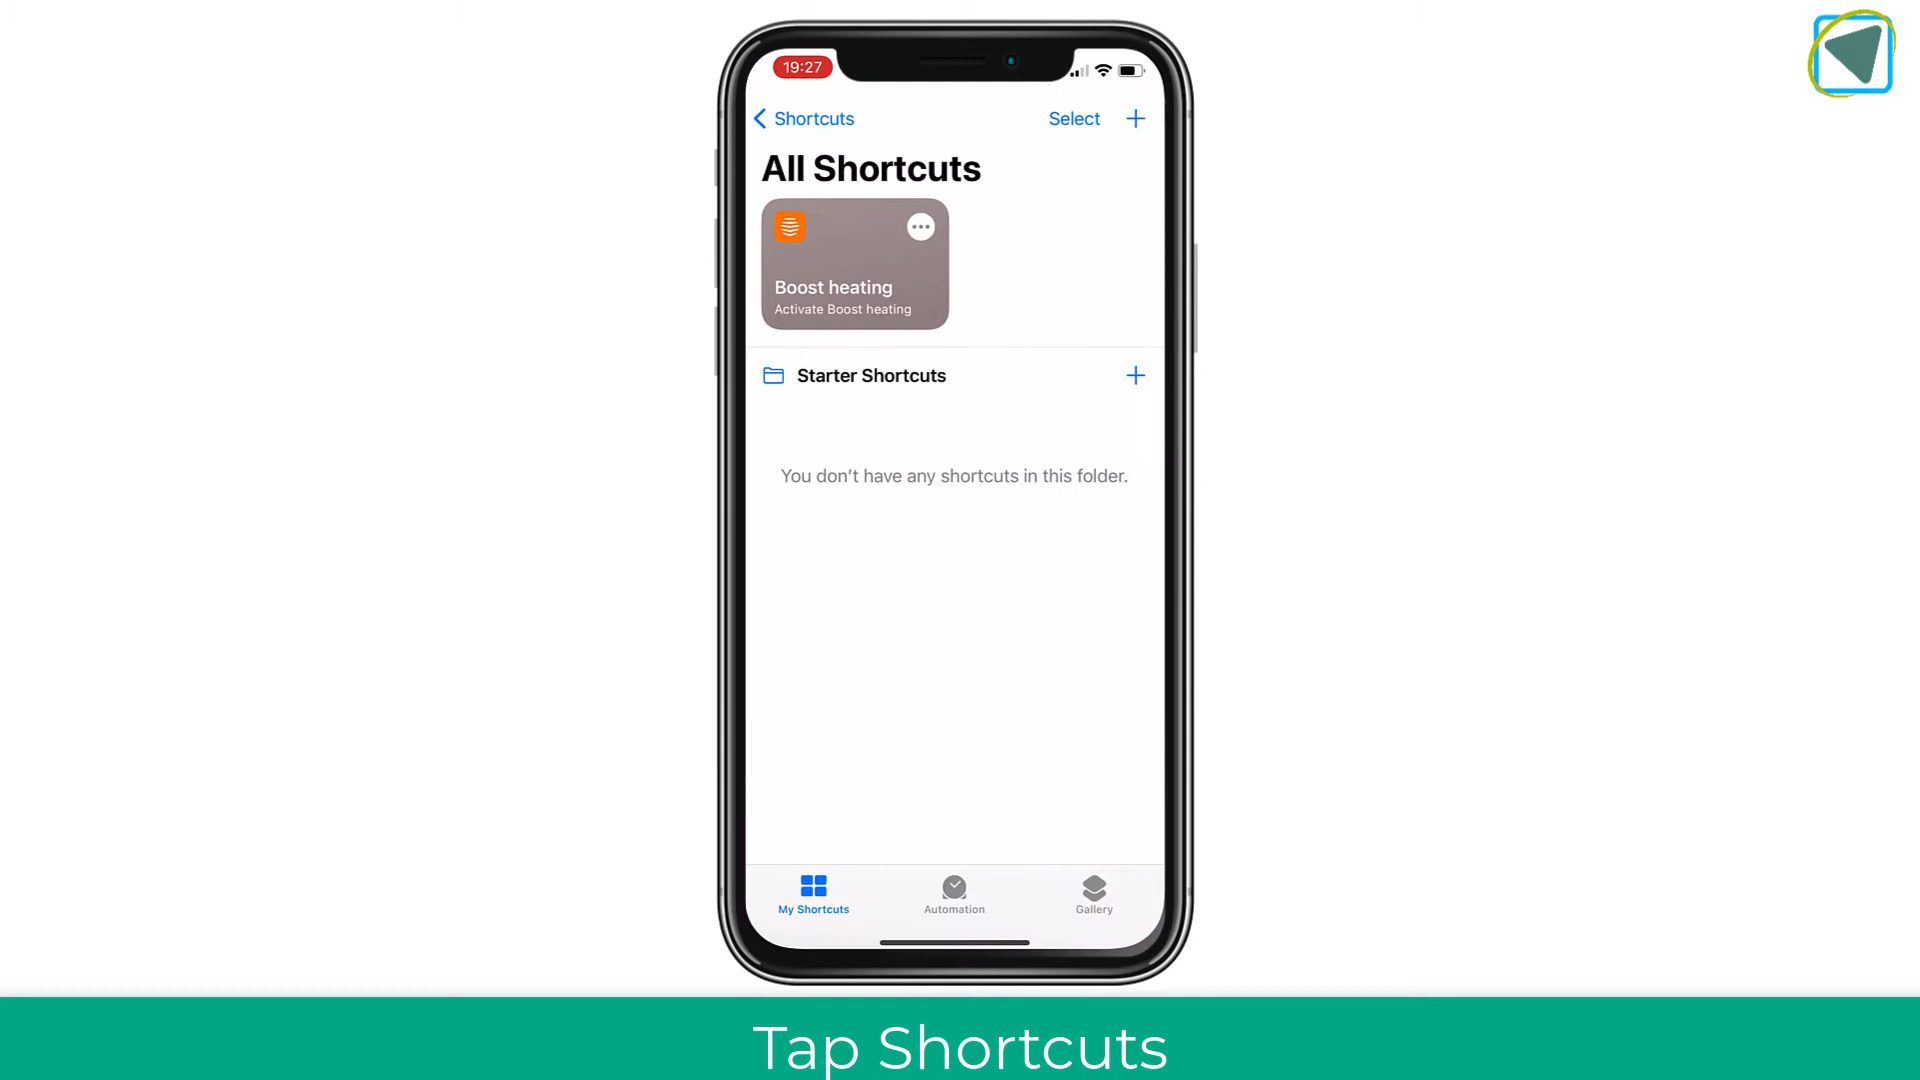 19:27
Shortcuts
Select
All Shortcuts
Boost heating
Activate Boost heating
Starter Shortcuts
You don’t have any shortcuts in this folder.
My Shortcuts
Automation
Gallery
Tap Shortcuts